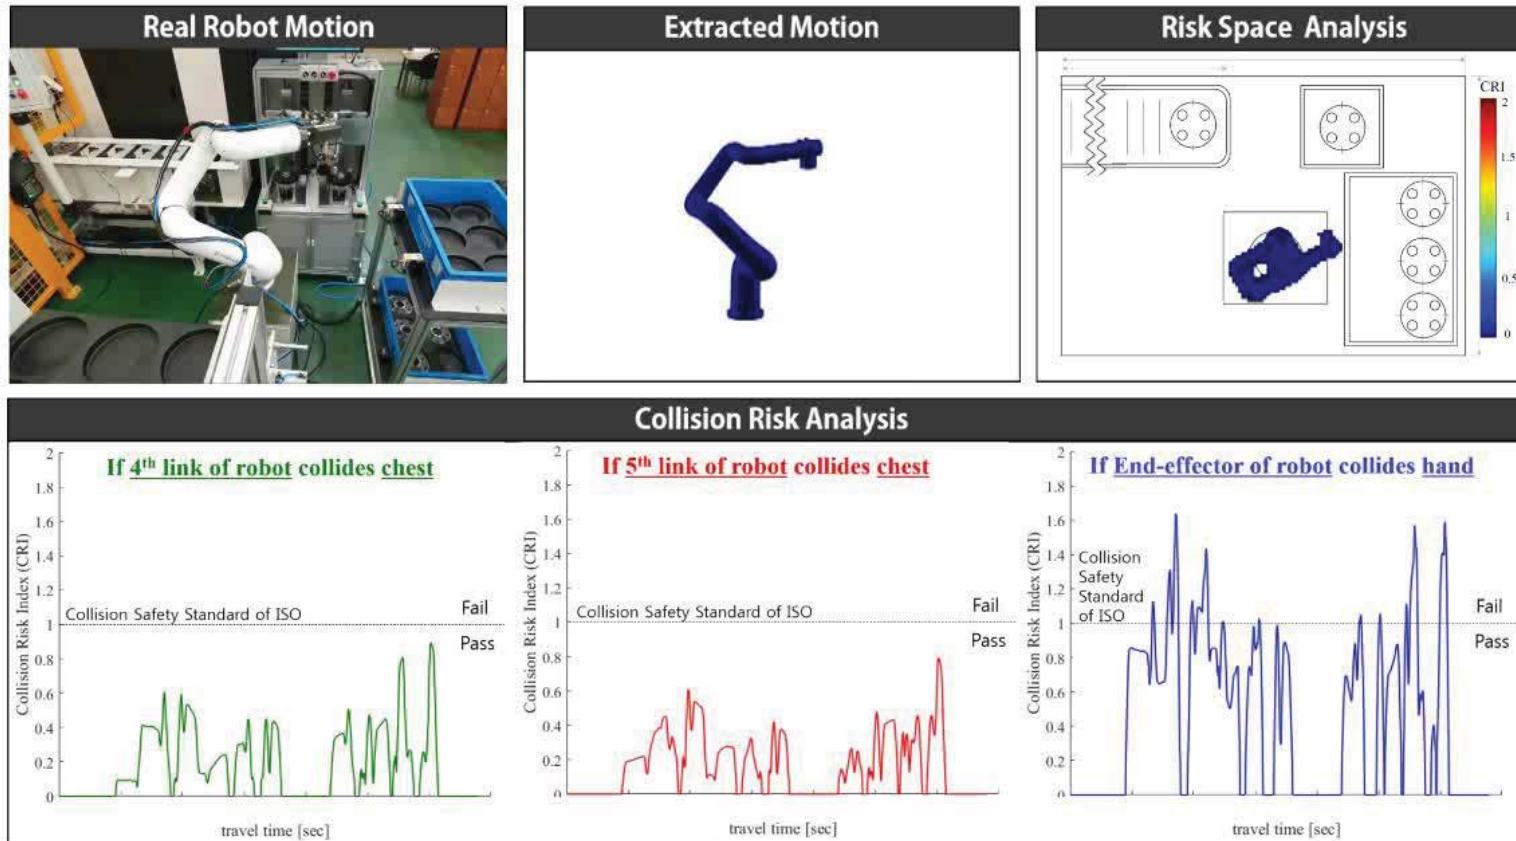 Real Robot Motion
Extracted Motion
Risk Space Analysis
CRI
2
1.5
1
0.5
0
Collision Risk Analysis
If 4th link of robot collides chest
Collision Risk Index (CRI)
2
1.8
1.6
1.4
1.2
1
0.8
0.6
0.4
0.2
0
Collision Safety Standard of ISO
Fail
Pass
travel time [sec]
If 5th link of robot collides chest
Collision Risk Index (CRI)
2
1.8
1.6
1.4
1.2
1
0.8
0.6
0.4
0.2
0
Collision Safety Standard of ISO
Fail
Pass
travel time [sec]
If End-effector of robot collides hand
Collision Risk Index (CRI)
2
1.8
1.6
1.4
1.2
1
0.8
0.6
0.4
0.2
0
Collision
Safety
Standard
of ISO
Fail
Pass
travel time [sec]